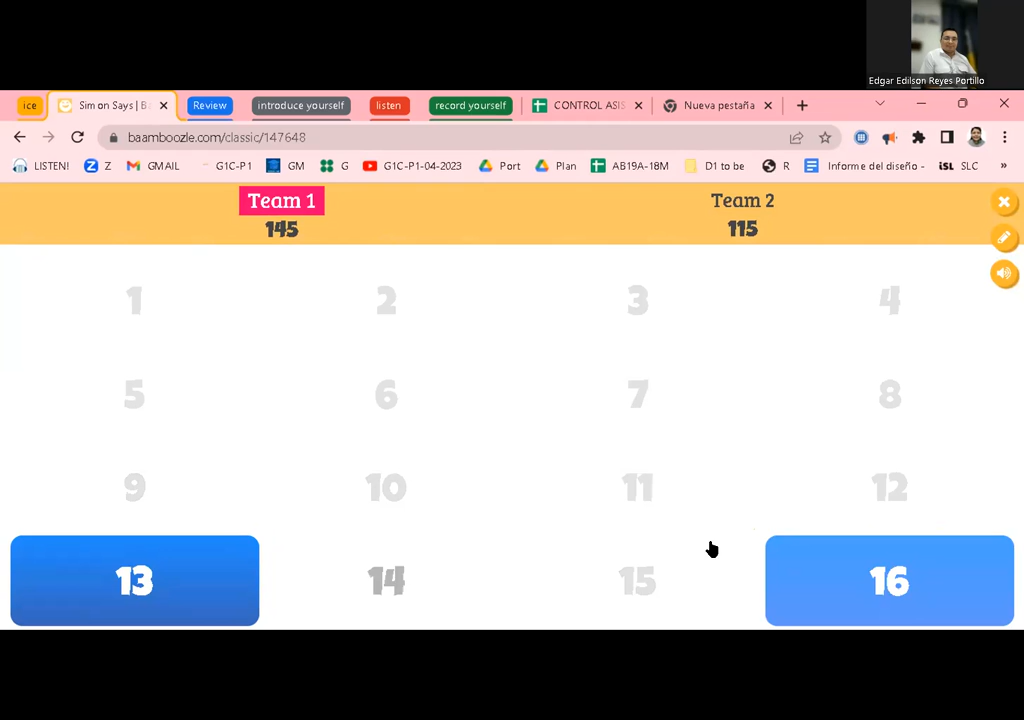 Edgar Edilson Reyes Portillo
ice
Simon Says | B
Review
introduce yourself
listen
record yourself
CONTROL ASIS
Nueva pestaña
baamboozle.com/classic/147648
LISTEN!
Z
GMAIL
G1C-P1
GM
G
G1C-P1-04-2023
Port
Plan
AB19A-18M
D1 to be
R
Informe del diseño -
iSL SLC
»
Team 1
Team 2
145
115
1 2 3 4
5 6 7 8
9 10 11 12
13 14 15 16